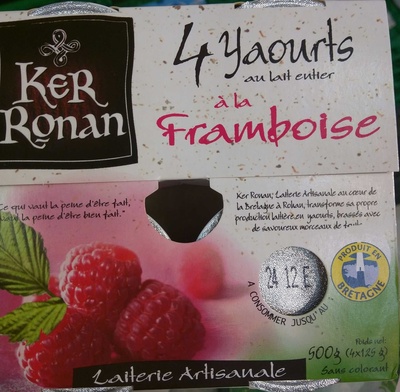 KER
Ronan
4 Yaourts
au lait entier
à la
Framboise
Ce qui vaut la peine d'être fait,
vaut la peine d'être bien fait."
Ker Ronan, Laiterie Artisanale au cœur de
la Bretagne à Rohan, transforme sa propre
production laitière en yaourts, brassés avec
de savoureux morceaux de
24 12 E
A CONSOMMER JUSQU'AU
PRODUIT EN
BRETAGNE
Poids net
500g (4x125 g)
Sans colorant
Laiterie Artisanale